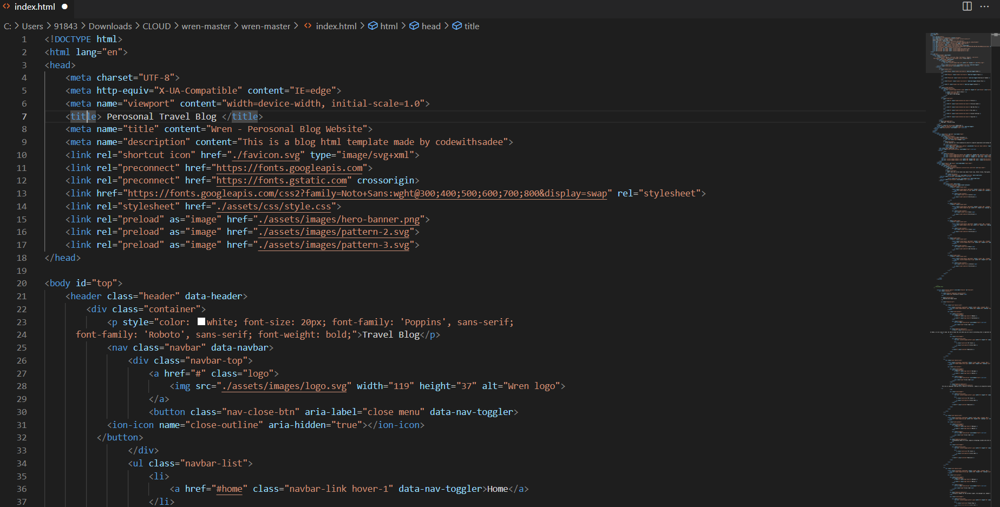 index.html
C: > Users > 91843 > Downloads > CLOUD > wren-master > wren-master > index.html > html > head > title
1 <!DOCTYPE html>
2 <html lang="en">
3 <head>
4 <meta charset="UTF-8">
5 <meta http-equiv="X-UA-Compatible" content="IE=edge">
6 <meta name="viewport" content="width=device-width, initial-scale=1.0">
7 <title> Perosonal Travel Blog </title>
8 <meta name="title" content="Wren - Perosonal Blog Website">
9 <meta name="description" content="This is a blog html template made by codewithsadee">
10 <link rel="shortcut icon" href="./favicon.svg" type="image/svg+xml">
11 <link rel="preconnect" href="https://fonts.googleapis.com">
12 <link rel="preconnect" href="https://fonts.gstatic.com" crossorigin>
13 <link href="https://fonts.googleapis.com/css2?family=Noto+Sans:wght@300;400;500;600;700;800&display=swap" rel="stylesheet">
14 <link rel="stylesheet" href="./assets/css/style.css">
15 <link rel="preload" as="image" href="./assets/images/hero-banner.png">
16 <link rel="preload" as="image" href="./assets/images/pattern-2.svg">
17 <link rel="preload" as="image" href="./assets/images/pattern-3.svg">
18 </head>
19
20 <body id="top">
21 <header class="header" data-header>
22 <div class="container">
23 <p style="color: white; font-size: 20px; font-family: 'Poppins', sans-serif;
24 font-family: 'Roboto', sans-serif; font-weight: bold;">Travel Blog</p>
25 <nav class="navbar" data-navbar>
26 <div class="navbar-top">
27 <a href="#" class="logo">
28 <img src="./assets/images/logo.svg" width="119" height="37" alt="Wren logo">
29 </a>
30 <button class="nav-close-btn" aria-label="close menu" data-nav-toggler>
31 <ion-icon name="close-outline" aria-hidden="true"></ion-icon>
32 </button>
33 </div>
34 <ul class="navbar-list">
35 <li>
36 <a href="#home" class="navbar-link hover-1" data-nav-toggler>Home</a>
37 </li>